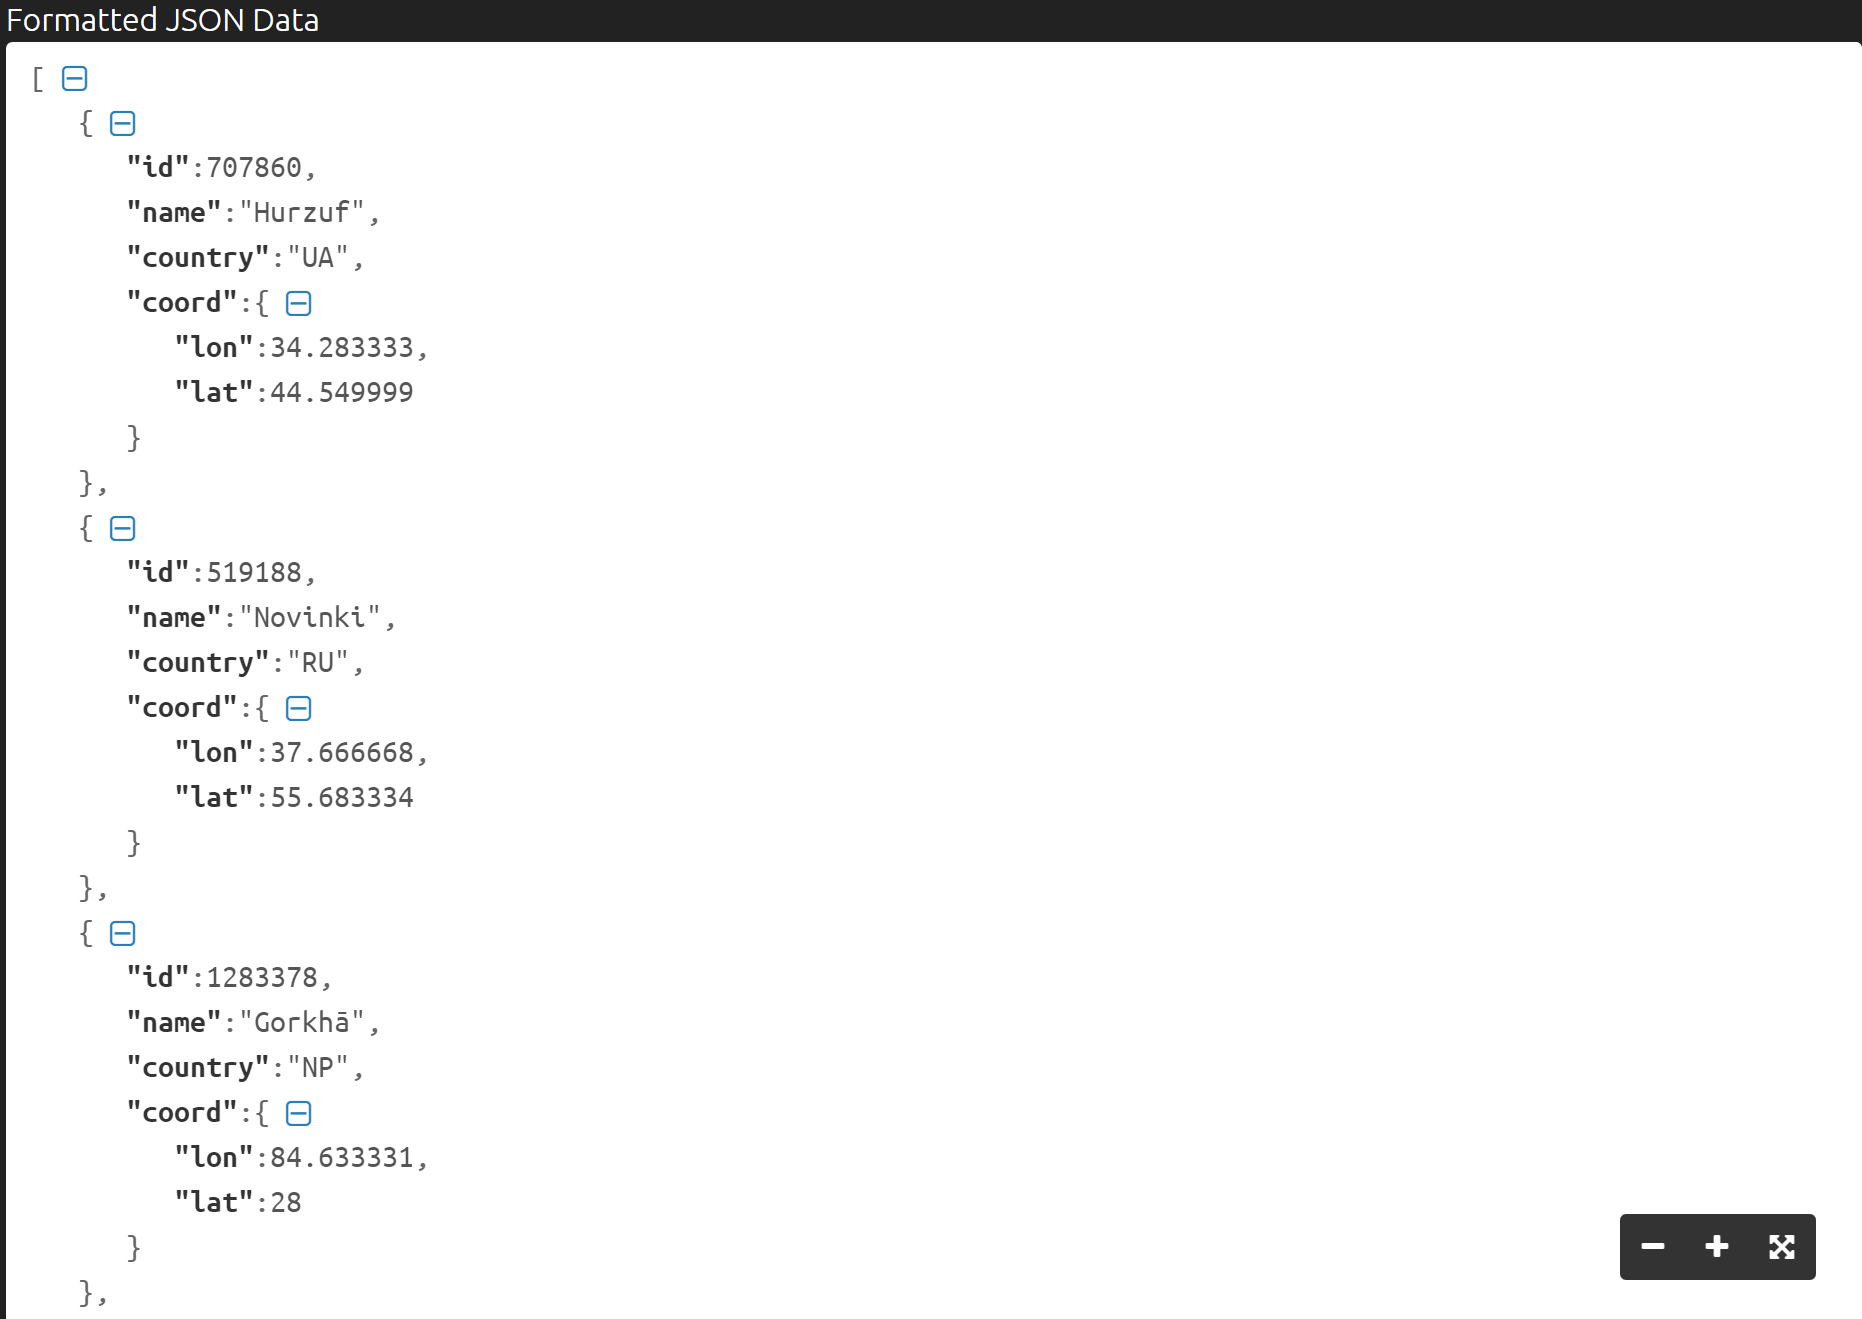 Formatted JSON Data
[
{
"id":707860,
"name":"Hurzuf",
"country":"UA",
"coord":{
"lon":34.283333,
"lat":44.549999
}
},
{
"id":519188,
"name":"Novinki",
"country":"RU",
"coord":{
"lon":37.666668,
"lat":55.683334
}
},
{
"id":1283378,
"name":"Gorkhā",
"country":"NP",
"coord":{
"lon":84.633331,
"lat":28
}
},